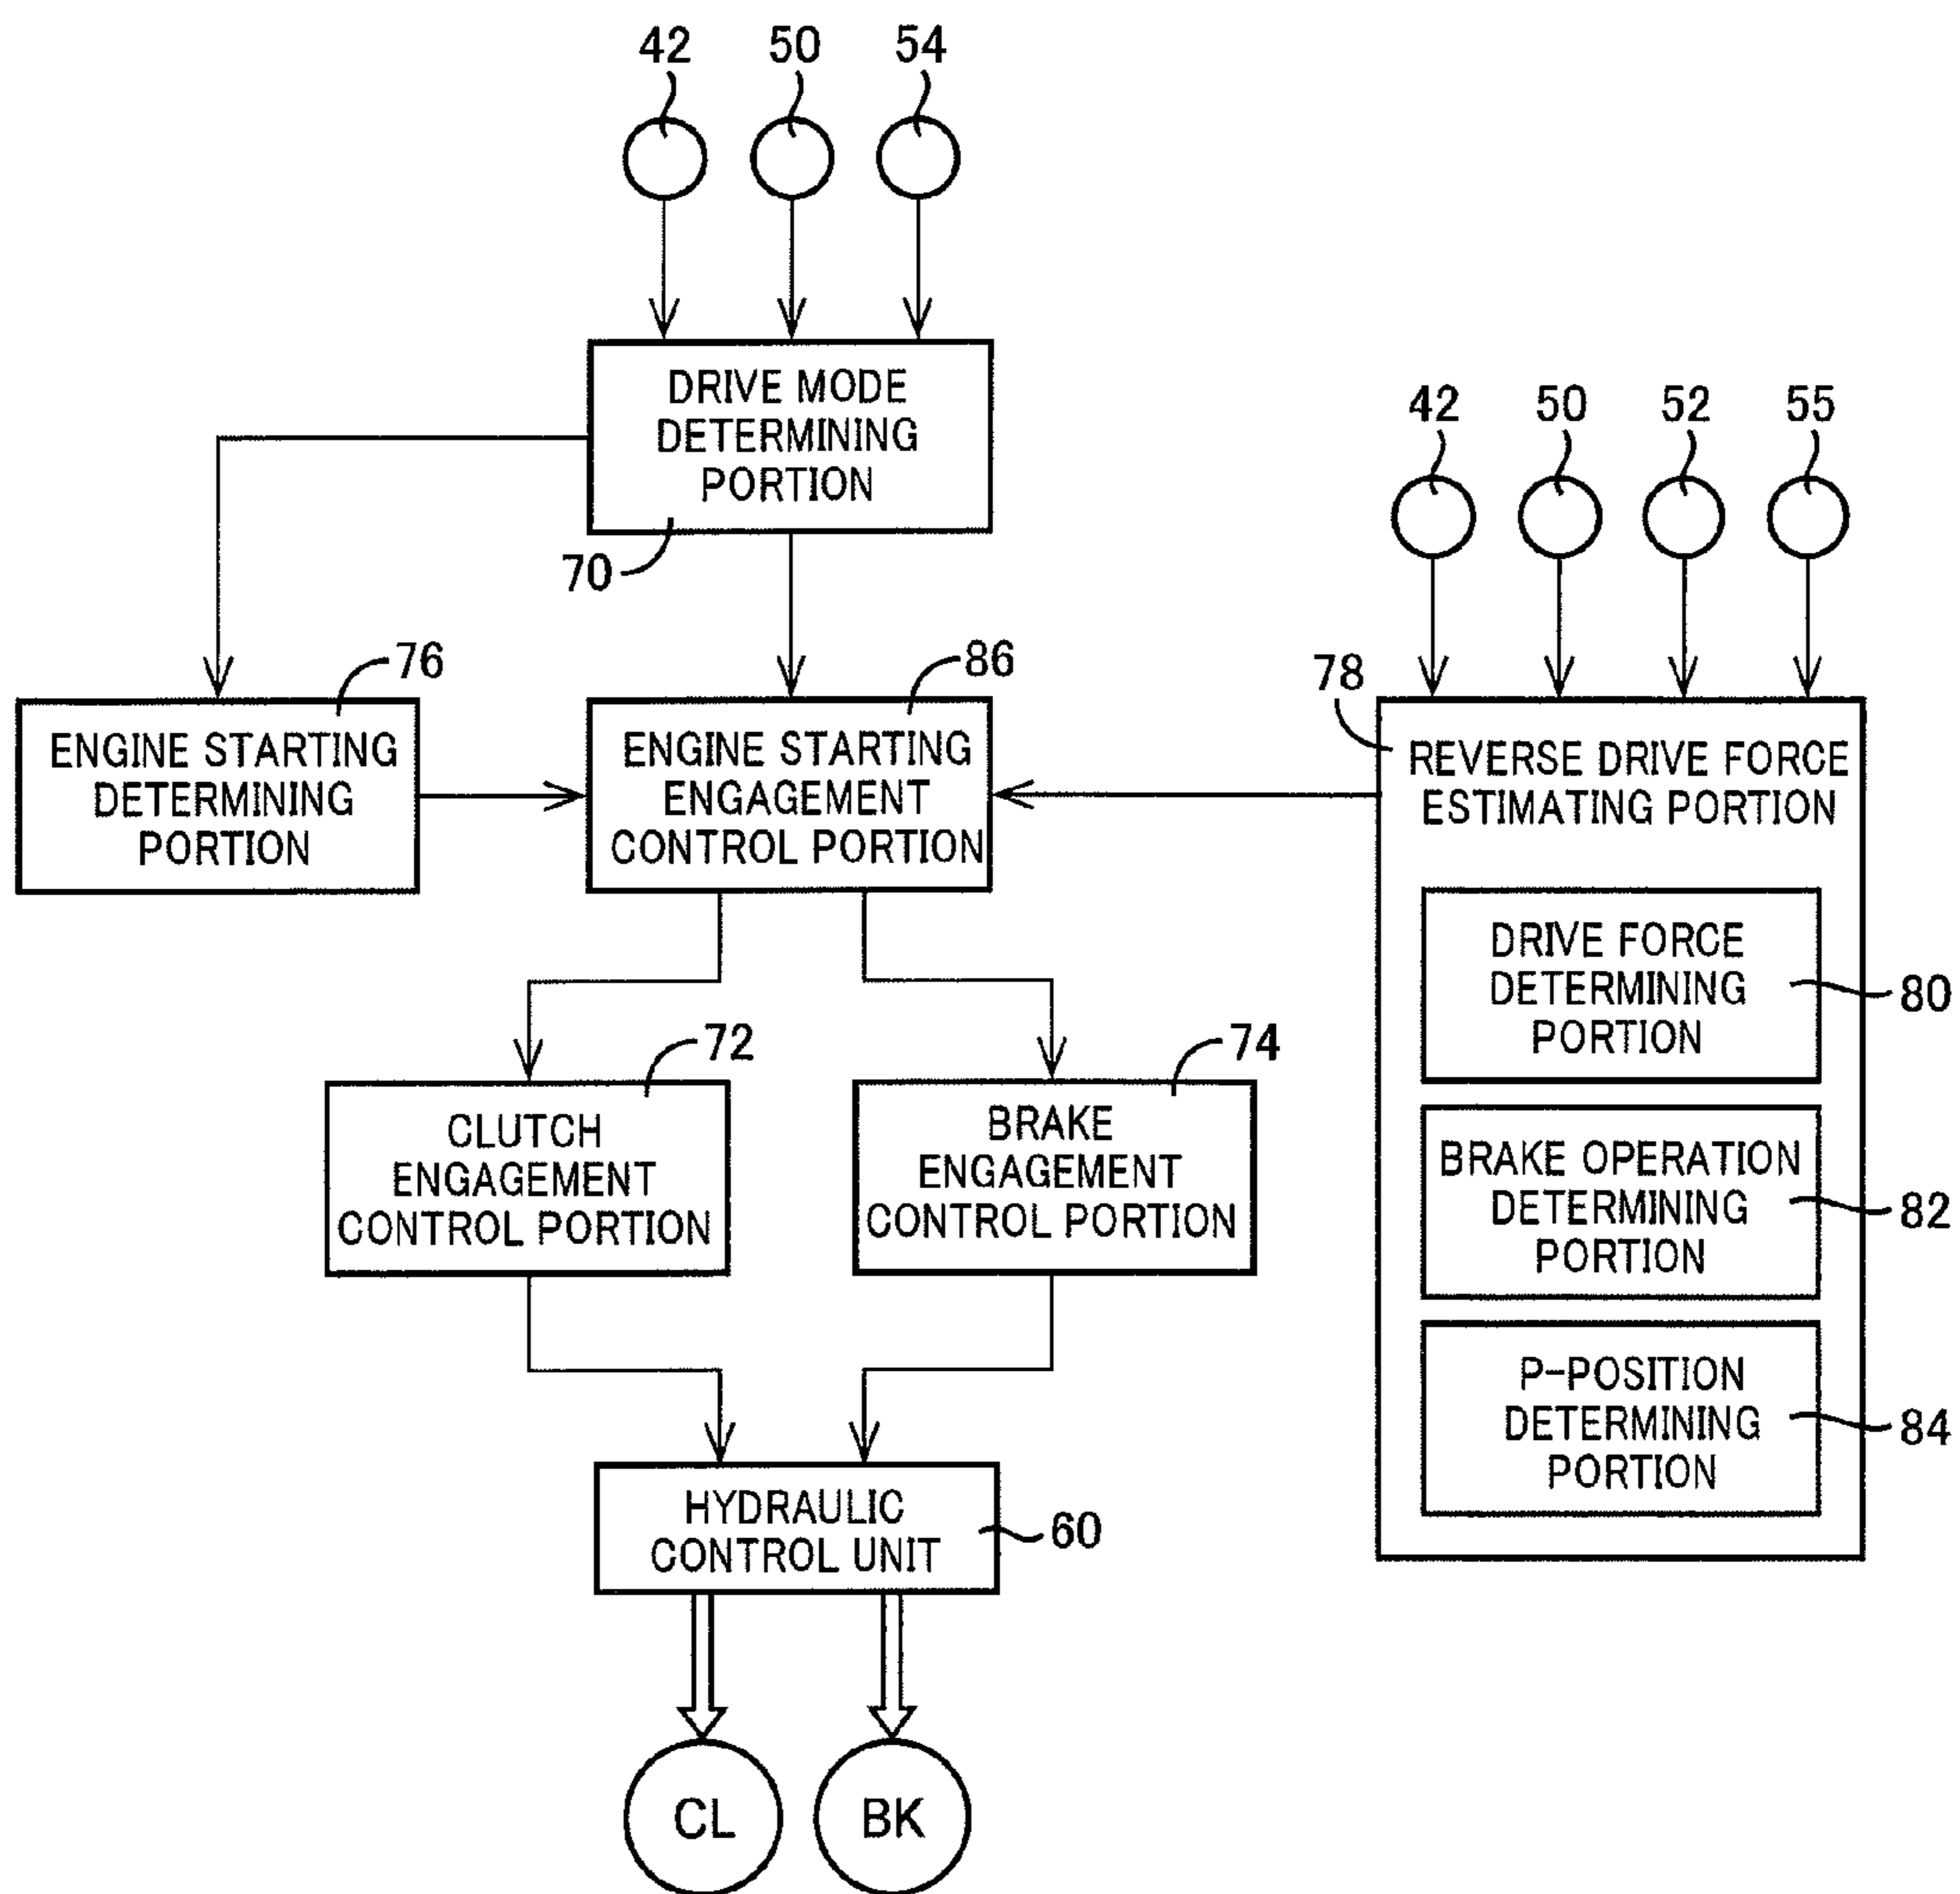 42 50 54
DRIVE MODE
DETERMINING
PORTION
70
42 50 52 55
76
ENGINE STARTING
DETERMINING
PORTION
86
ENGINE STARTING
ENGAGEMENT
CONTROL PORTION
78
REVERSE DRIVE FORCE
ESTIMATING PORTION
DRIVE FORCE
DETERMINING
PORTION
80
BRAKE OPERATION
DETERMINING
PORTION
82
P-POSITION
DETERMINING
PORTION
84
72
CLUTCH
ENGAGEMENT
CONTROL PORTION
74
BRAKE
ENGAGEMENT
CONTROL PORTION
HYDRAULIC
CONTROL UNIT
60
CL
BK